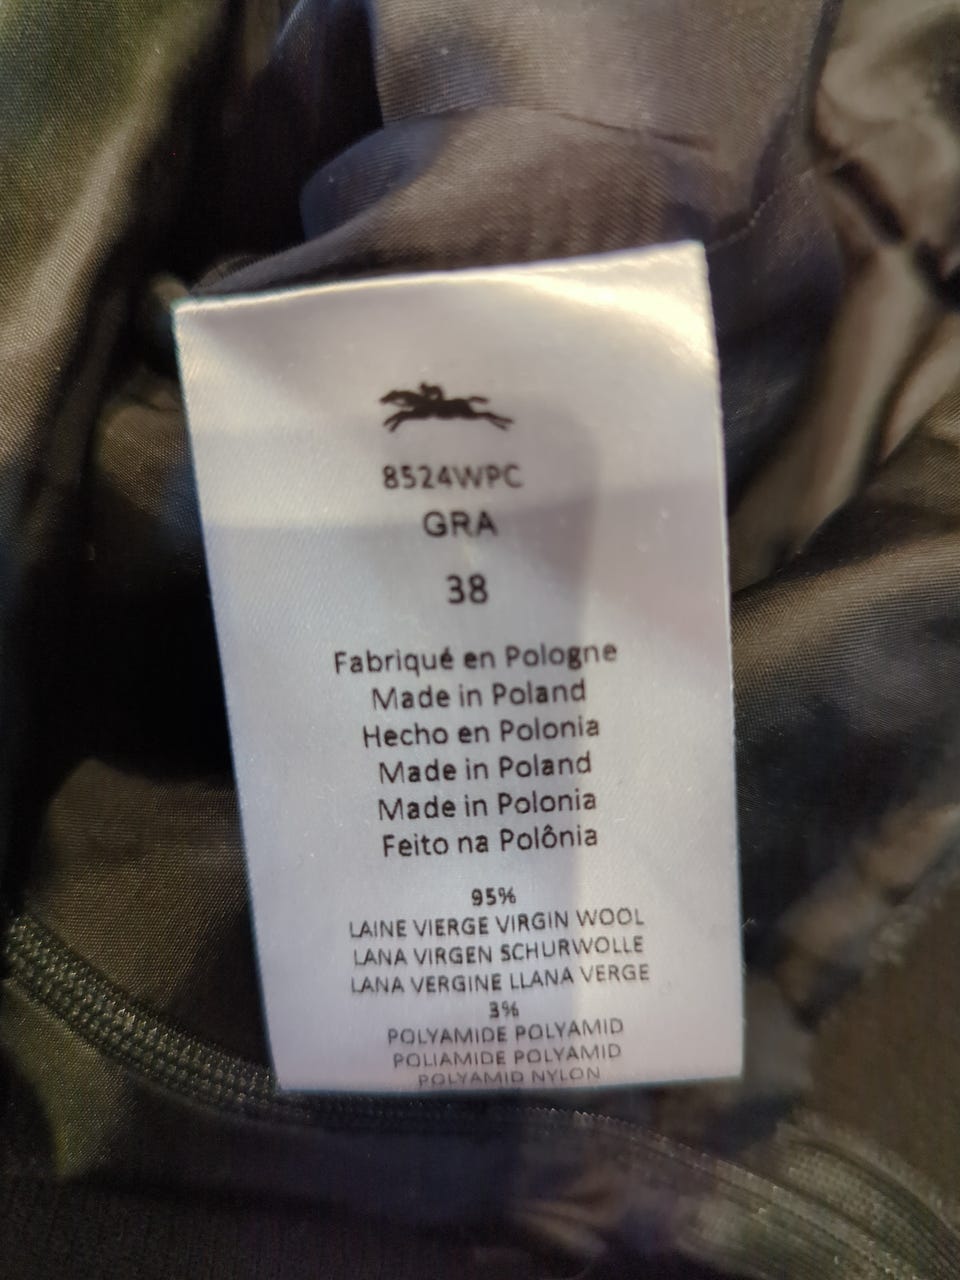 8524WPC
GRA
38
Fabriqué en Pologne
Made in Poland
Hecho en Polonia
Made in Poland
Made in Polonia
Feito na Polônia
95%
LAINE VIERGE VIRGIN WOOL
LANA VIRGEN SCHURWOLLE
LANA VERGINE LLANA VERGE
3%
POLYAMIDE POLYAMID
POLIAMIDE POLYAMID
POLYAMID NYLON